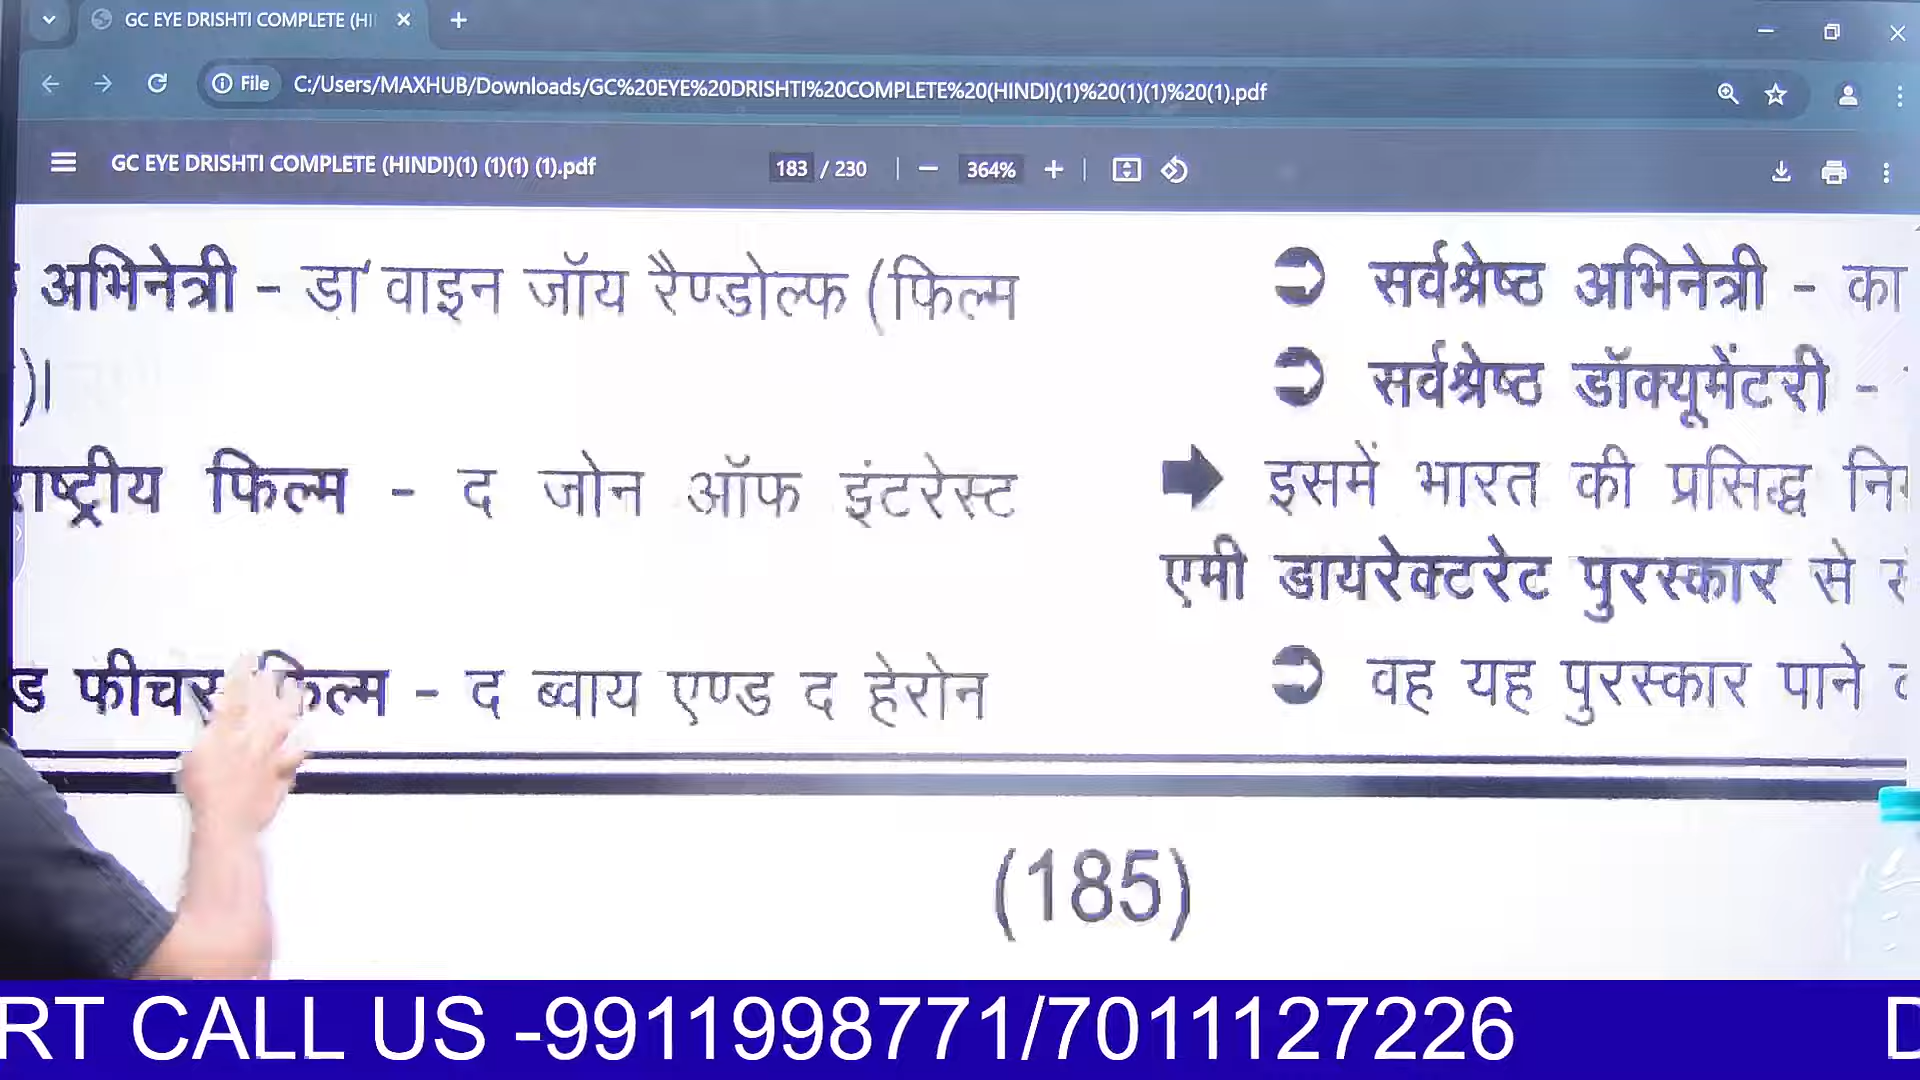 GC EYE DRISHTI COMPLETE (HI
File C:/Users/MAXHUB/Downloads/GC%20EYE%20DRISHTI%20COMPLETE%20(HINDI)(1)%20(1)(1)%20(1).pdf
GC EYE DRISHTI COMPLETE (HINDI)(1) (1)(1) (1).pdf 183 / 230 364%
अभिनेत्री - डा'वाइन जॉय रैण्डोल्फ (फिल्म
)।
राष्ट्रीय फिल्म - द जोन ऑफ इंटरेस्ट
ड फीचर फिल्म - द ब्वाय एण्ड द हेरोन
सर्वश्रेष्ठ अभिनेत्री - का
सर्वश्रेष्ठ डॉक्यूमेंटरी -
इसमें भारत की प्रसिद्ध
एमी डायरेक्टरेट पुरस्कार से
वह यह पुरस्कार पाने
(185)
RT CALL US -9911998771/7011127226 D